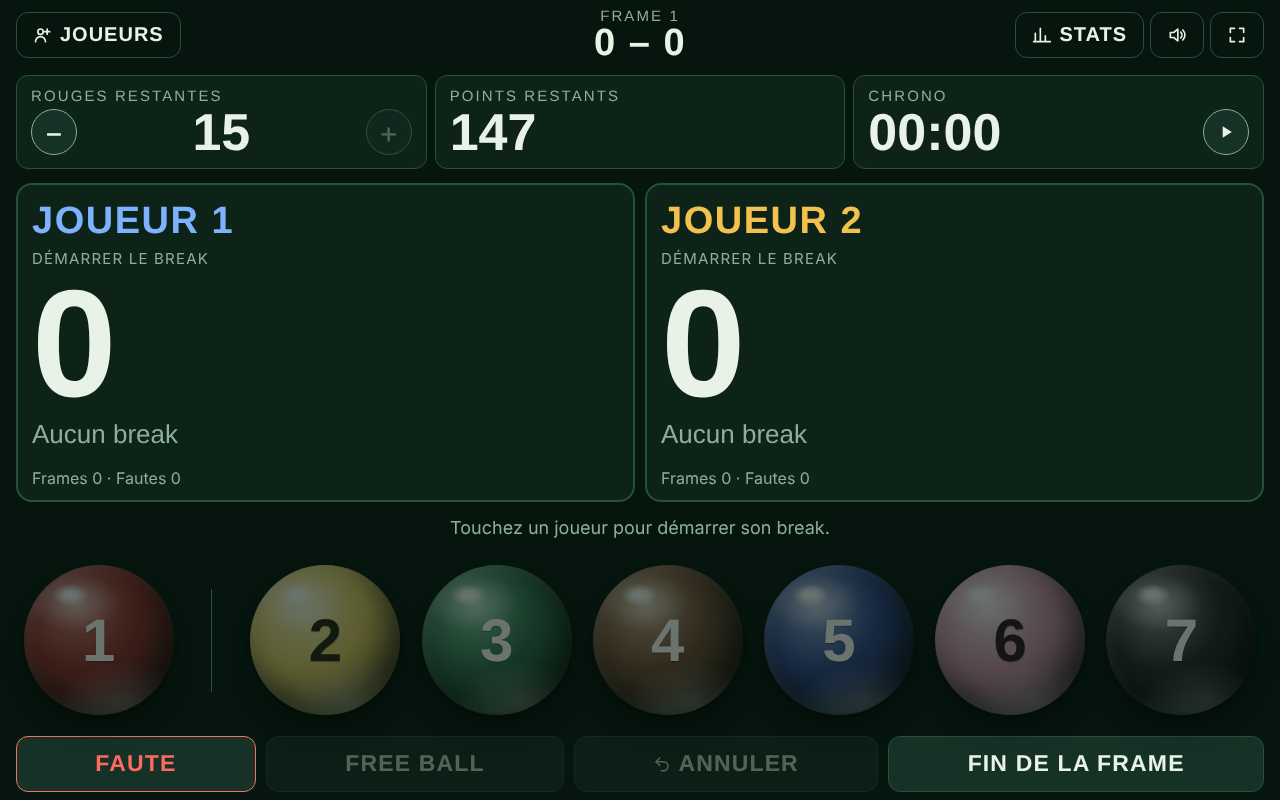 JOUEURS
FRAME 1
0 – 0
STATS
ROUGES RESTANTES
– 15 +
POINTS RESTANTS
147
CHRONO
00:00
JOUEUR 1
DÉMARRER LE BREAK
0
Aucun break
Frames 0 · Fautes 0
JOUEUR 2
DÉMARRER LE BREAK
0
Aucun break
Frames 0 · Fautes 0
Touchez un joueur pour démarrer son break.
1 2 3 4 5 6 7
FAUTE
FREE BALL
ANNULER
FIN DE LA FRAME